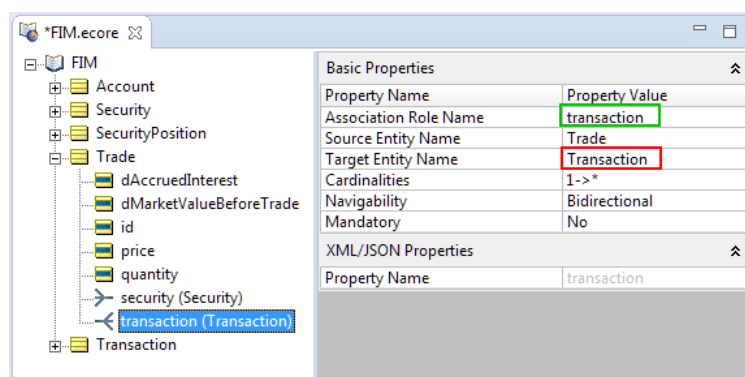 *FIM.ecore
FIM
Account
Security
SecurityPosition
Trade
dAccruedInterest
dMarketValueBeforeTrade
id
price
quantity
security (Security)
transaction (Transaction)
Transaction
Basic Properties
Property Name Property Value
Association Role Name transaction
Source Entity Name Trade
Target Entity Name Transaction
Cardinalities 1->*
Navigability Bidirectional
Mandatory No
XML/JSON Properties
Property Name transaction